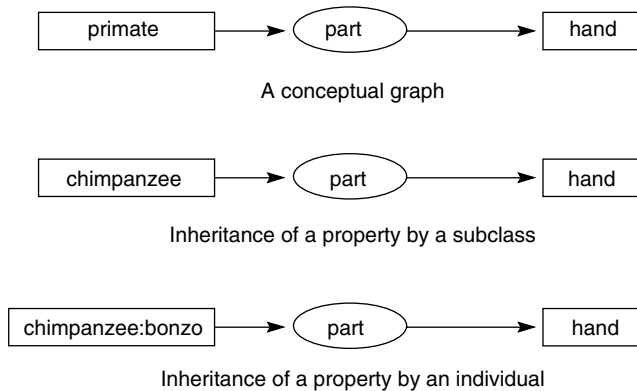 primate part hand
A conceptual graph
chimpanzee part hand
Inheritance of a property by a subclass
chimpanzee:bonzo part hand
Inheritance of a property by an individual